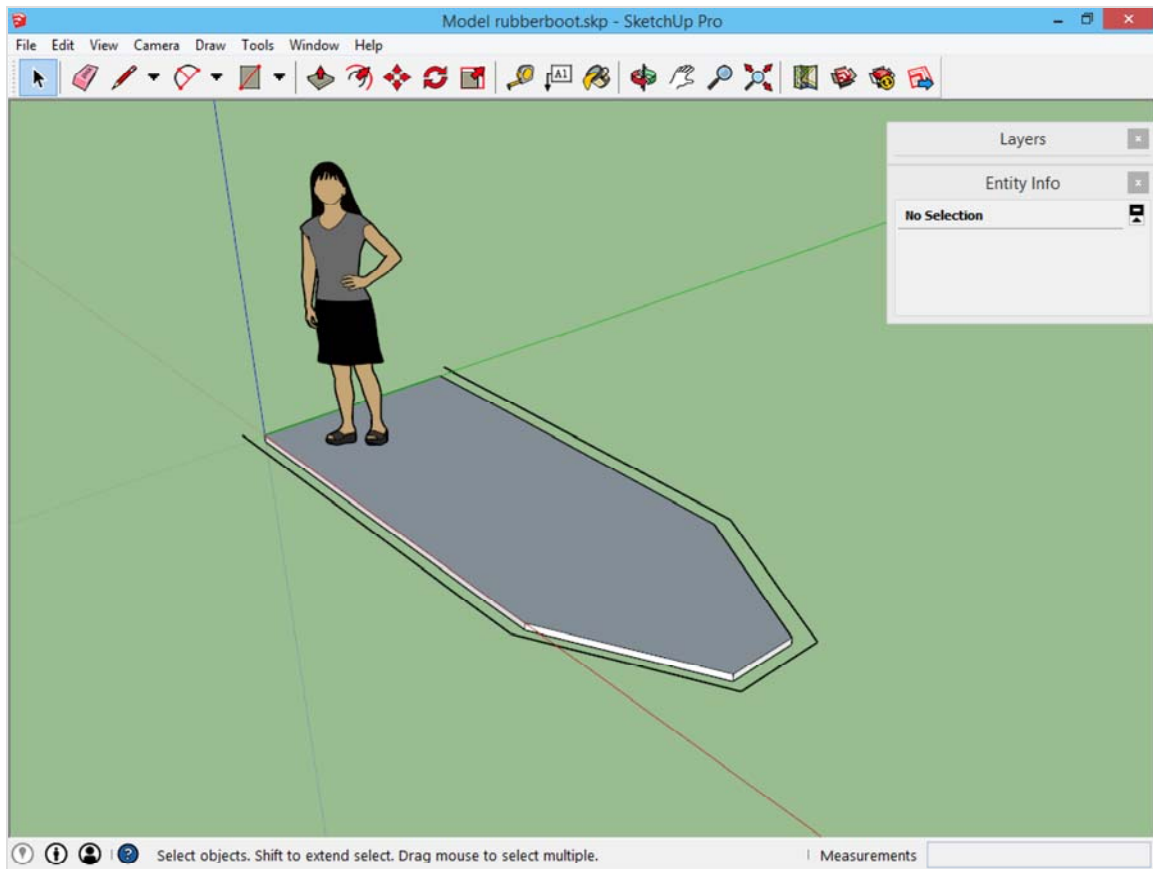 Model rubberboot.skp - SketchUp Pro
File Edit View Camera Draw Tools Window Help
A1
Layers
Entity Info
No Selection
Select objects. Shift to extend select. Drag mouse to select multiple.
Measurements